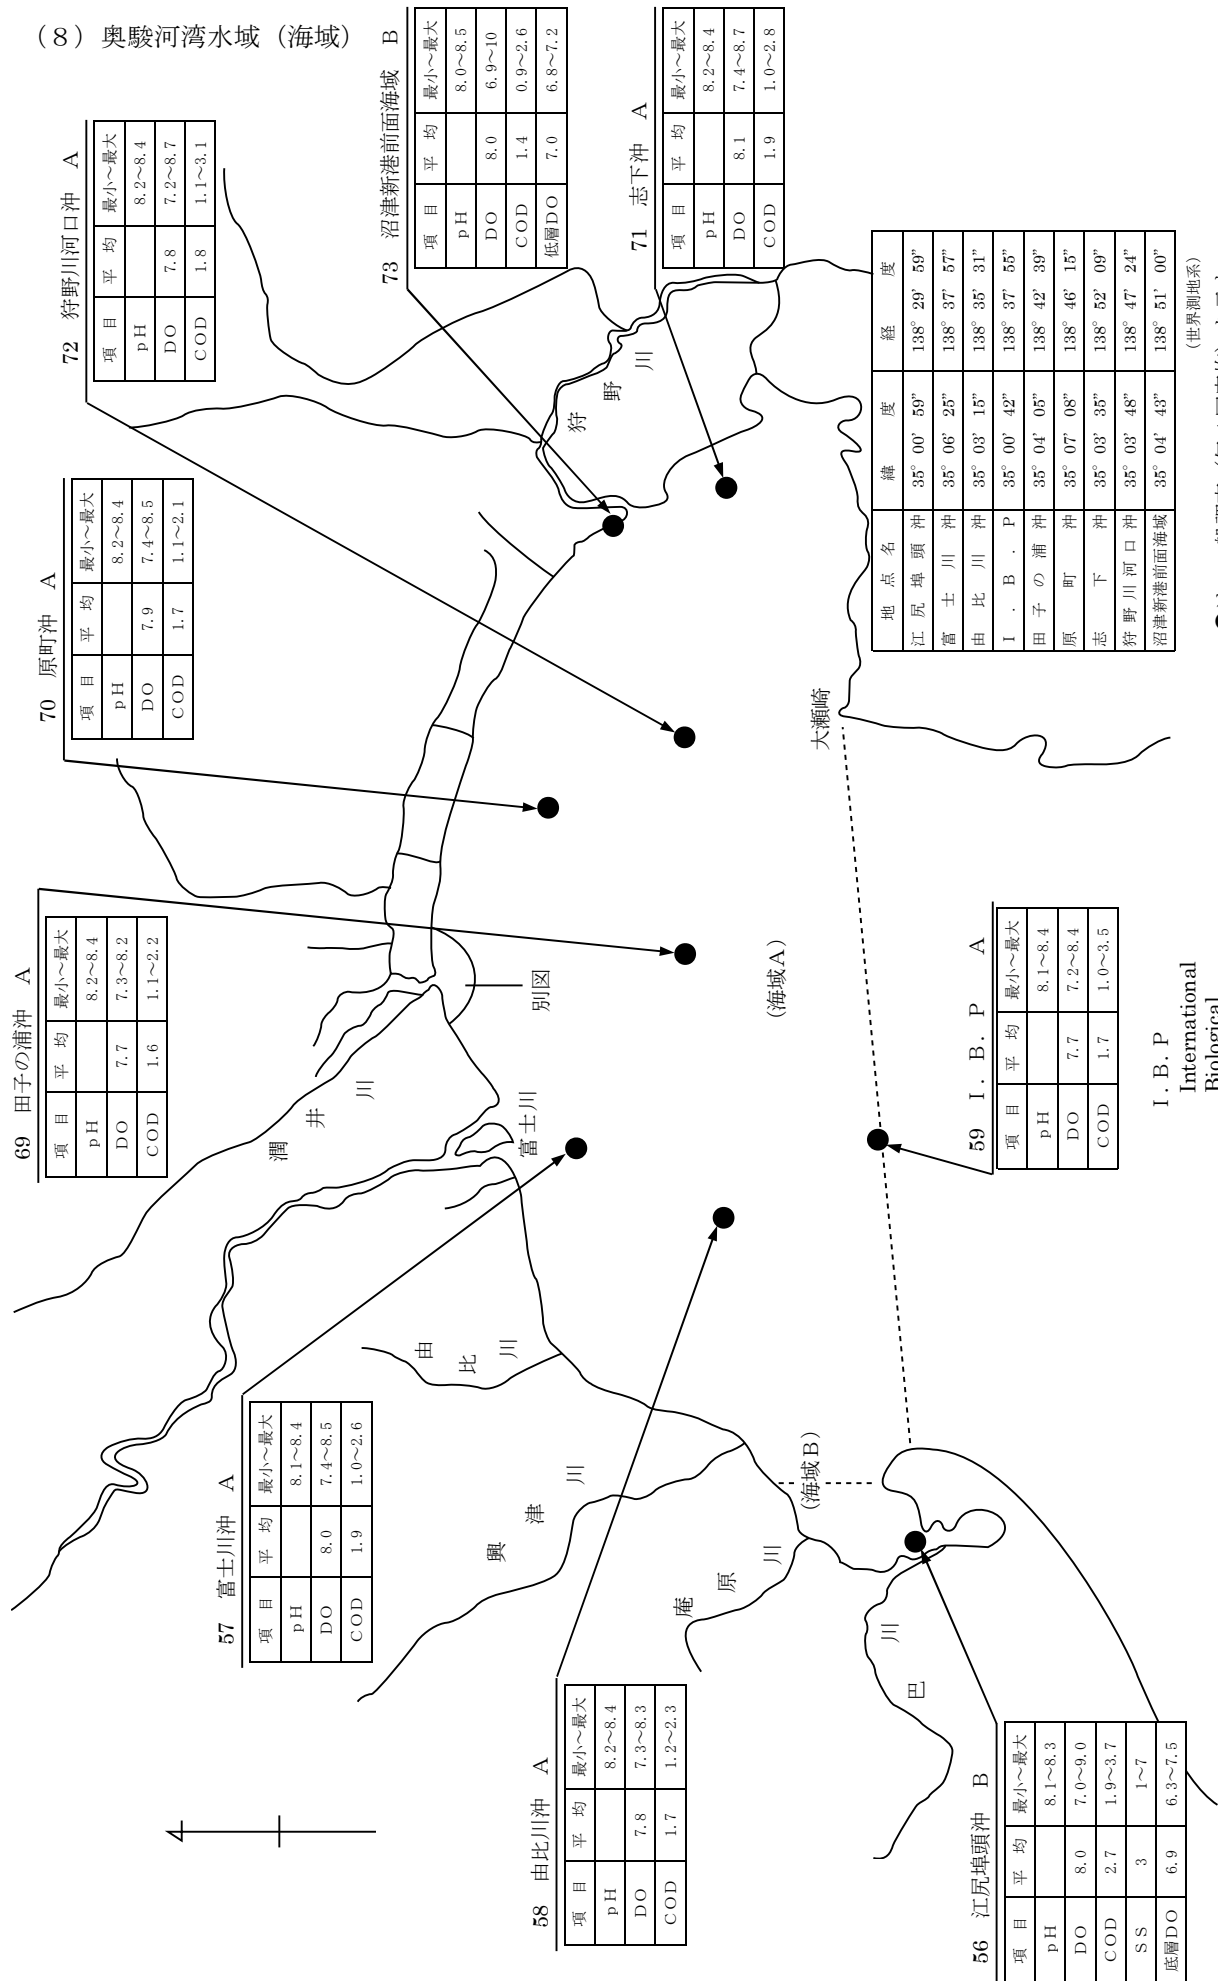 （８）奥駿河湾水域（海域）
72 狩野川河口沖 A
項 目 平 均 最小～最大
ｐＨ 8.2～8.4
ＤＯ 7.8 7.2～8.7
ＣＯＤ 1.8 1.1～3.1
73 沼津新港前面海域 B
項 目 平 均 最小～最大
ｐＨ 8.0～8.5
ＤＯ 8.0 6.9～10
ＣＯＤ 1.4 0.9～2.6
低層ＤＯ 7.0 6.8～7.2
71 志下沖 A
項 目 平 均 最小～最大
ｐＨ 8.2～8.4
ＤＯ 8.1 7.4～8.7
ＣＯＤ 1.9 1.0～2.8
70 原町沖 A
項 目 平 均 最小～最大
ｐＨ 8.2～8.4
ＤＯ 7.9 7.4～8.5
ＣＯＤ 1.7 1.1～2.1
69 田子の浦沖 A
項 目 平 均 最小～最大
ｐＨ 8.2～8.4
ＤＯ 7.7 7.3～8.2
ＣＯＤ 1.6 1.1～2.2
57 富士川沖 A
項 目 平 均 最小～最大
ｐＨ 8.1～8.4
ＤＯ 8.0 7.4～8.5
ＣＯＤ 1.9 1.0～2.6
58 由比川沖 A
項 目 平 均 最小～最大
ｐＨ 8.2～8.4
ＤＯ 7.8 7.3～8.3
ＣＯＤ 1.7 1.2～2.3
56 江尻埠頭沖 B
項 目 平 均 最小～最大
ｐＨ 8.1～8.3
ＤＯ 8.0 7.0～9.0
ＣＯＤ 2.7 1.9～3.7
ＳＳ 3 1～7
底層ＤＯ 6.9 6.3～7.5
59 Ｉ．Ｂ．Ｐ A
項 目 平 均 最小～最大
ｐＨ 8.1～8.4
ＤＯ 7.7 7.2～8.4
ＣＯＤ 1.7 1.0～3.5
Ｉ．Ｂ．Ｐ
International
Biological
地 点 名 緯 度 経 度
江尻埠頭沖 35° 00’ 59” 138° 29’ 59”
富士川沖 35° 06’ 25” 138° 37’ 57”
由比川沖 35° 03’ 15” 138° 35’ 31”
Ｉ．Ｂ．Ｐ 35° 00’ 42” 138° 37’ 55”
田子の浦沖 35° 04’ 05” 138° 42’ 39”
原町沖 35° 07’ 08” 138° 46’ 15”
志下沖 35° 03’ 35” 138° 52’ 09”
狩野川河口沖 35° 03’ 48” 138° 47’ 24”
沼津新港前面海域 35° 04’ 43” 138° 51’ 00”
（世界測地系）
狩野川
大瀬崎
別図
（海域Ａ）
潤井川
富士川
由比川
興津川
（海域Ｂ）
庵原川
巴川